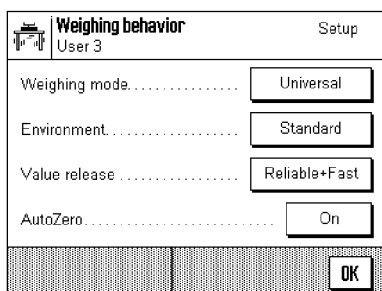 Weighing behavior Setup
User 3
Weighing mode............... Universal
Environment.................. Standard
Value release ................ Reliable+Fast
AutoZero........................... On
OK